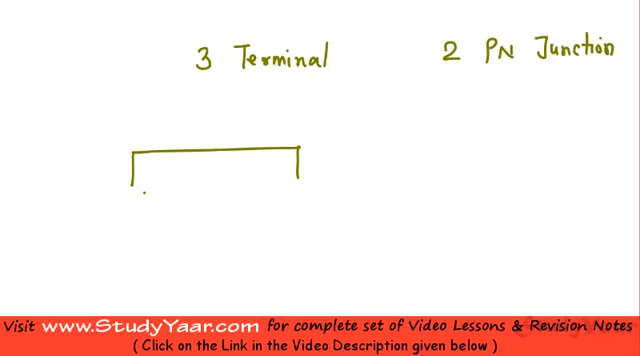 3 Terminal 2 PN Junction
Visit www.StudyYaar.com for complete set of Video Lessons & Revision Notes
( Click on the Link in the Video Description given below )